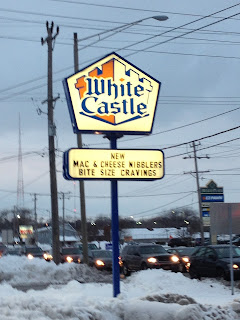 White
Castle
NEW
MAC & CHEESE NIBBLERS
BITE SIZE CRAVINGS